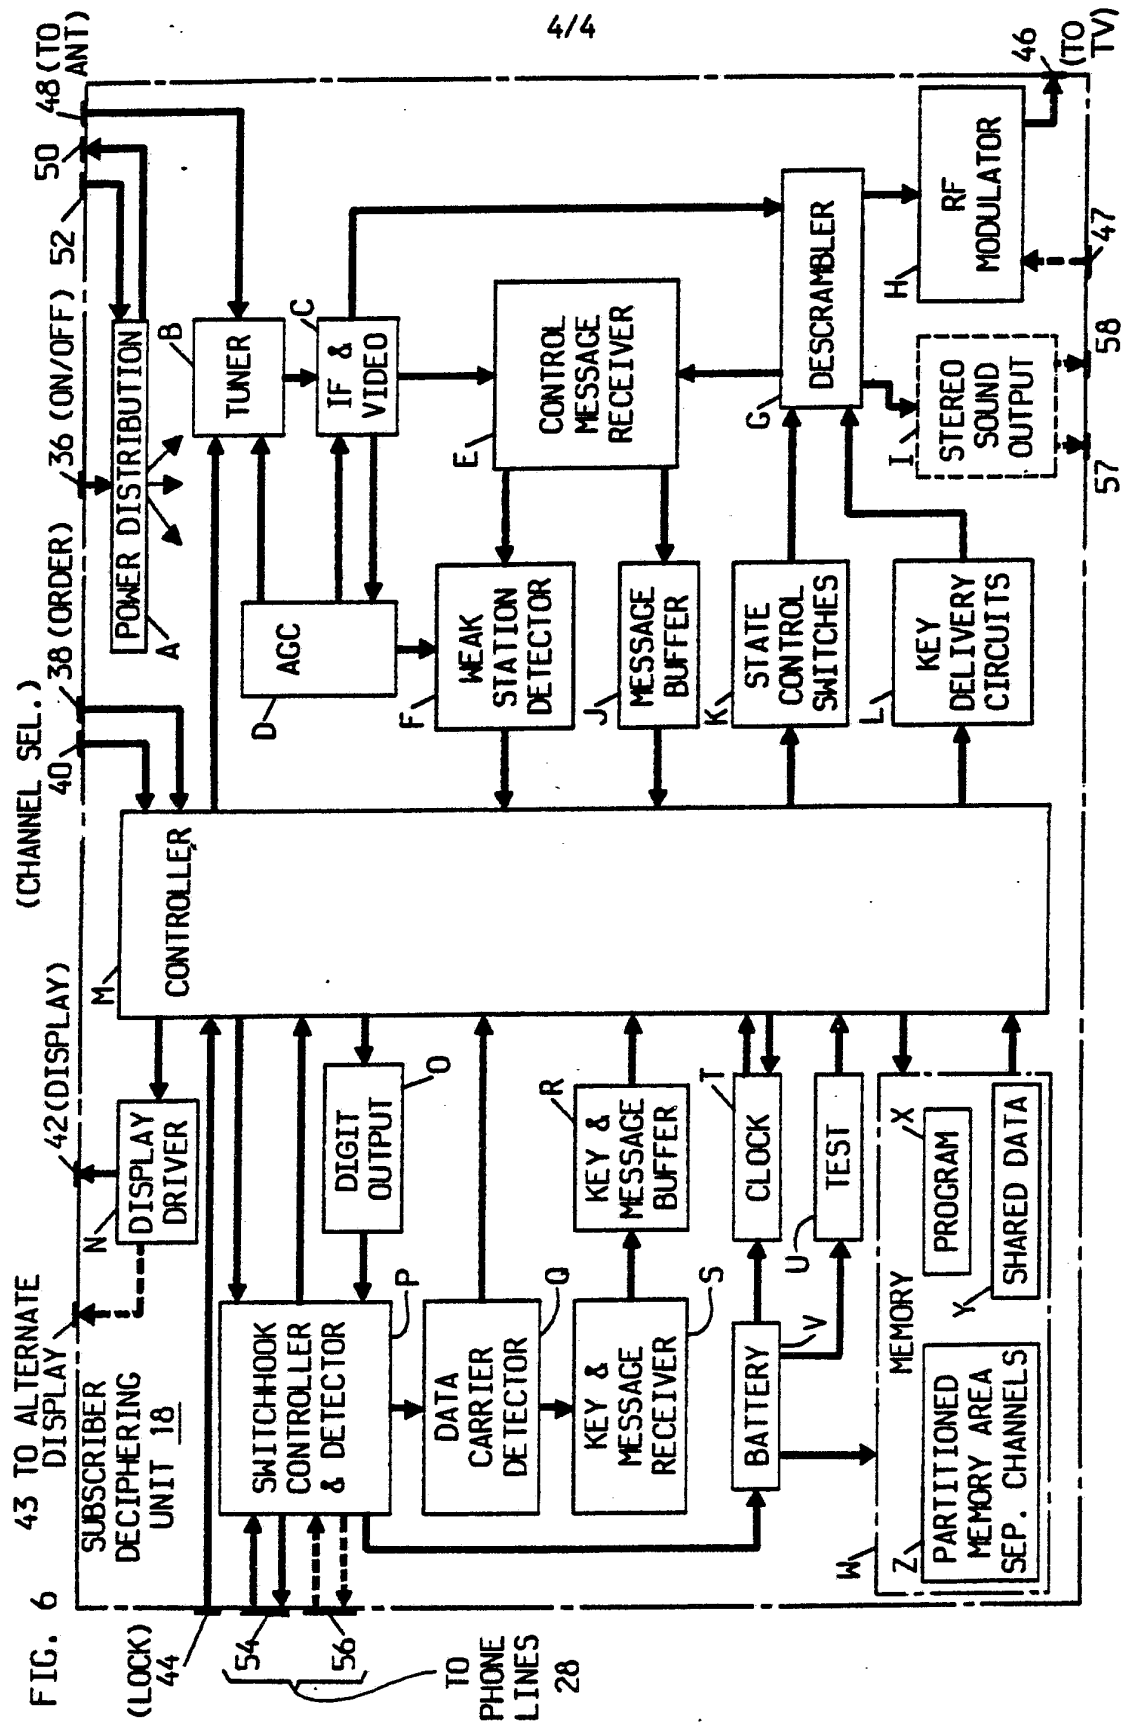 4/4
FIG. 6
43 TO ALTERNATE
DISPLAY
42(DISPLAY)
(CHANNEL SEL.)
40
38(ORDER)
36(ON/OFF)
52
50
48(TO
ANT)
SUBSCRIBER
DECIPHERING
UNIT 18
N
DISPLAY
DRIVER
M
CONTROLLER
POWER DISTRIBUTION
A
B
TUNER
C
IF &
VIDEO
D
AGC
(LOCK)
44
54
56
TO
PHONE
LINES
28
SWITCHHOOK
CONTROLLER
& DETECTOR
P
DIGIT
OUTPUT
O
DATA
CARRIER
DETECTOR
Q
KEY &
MESSAGE
RECEIVER
S
R
KEY &
MESSAGE
BUFFER
E
CONTROL
MESSAGE
RECEIVER
F
WEAK
STATION
DETECTOR
J
MESSAGE
BUFFER
BATTERY
V
T
CLOCK
U
TEST
K
STATE
CONTROL
SWITCHES
G
DESCRAMBLER
L
KEY
DELIVERY
CIRCUITS
I
STEREO
SOUND
OUTPUT
H
RF
MODULATOR
W
MEMORY
Z
PARTITIONED
MEMORY AREA
SEP. CHANNELS
X
PROGRAM
Y
SHARED DATA
57
58
47
46
(TO
TV)